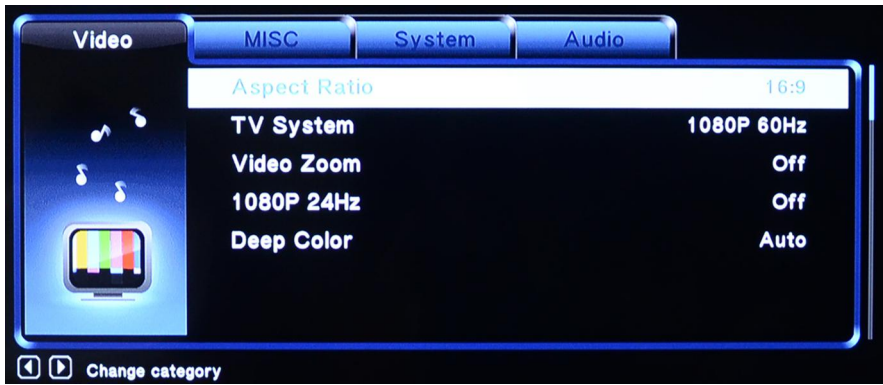 Video MISC System Audio
Aspect Ratio 16:9
TV System 1080P 60Hz
Video Zoom Off
1080P 24Hz Off
Deep Color Auto
Change category